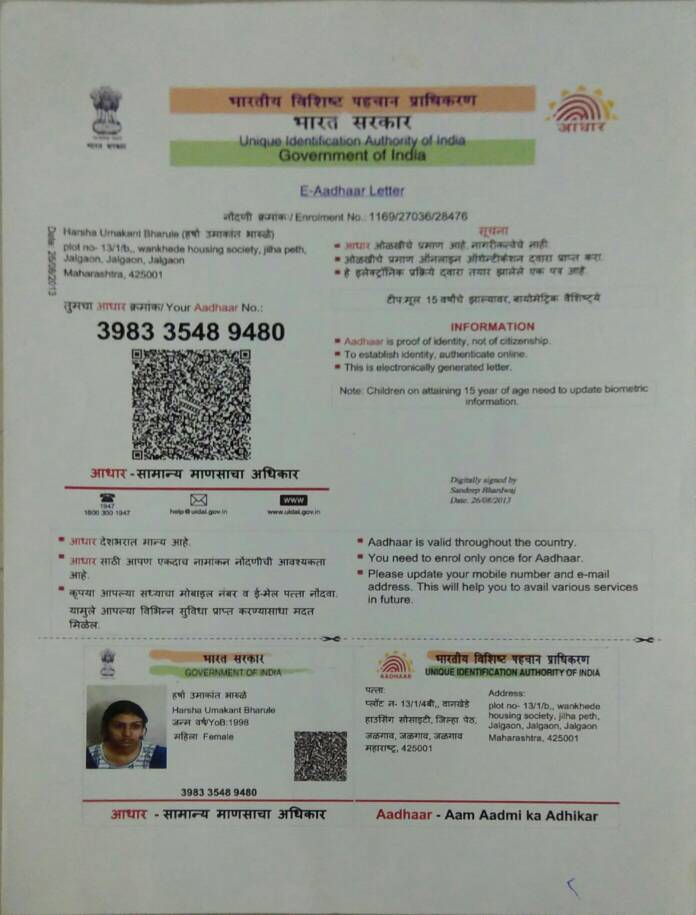 भारतीय विशिष्ट पहचान प्राधिकरण
भारत सरकार
Unique Identification Authority of India
Government of India
भारत सरकार
आधार
E-Aadhaar Letter
नोंदणी क्रमांक/ Enrolment No.: 1169/27036/28476
Date: 26/08/2013
Harsha Umakant Bharule (हर्षा उमाकांत भारुळे)
plot no- 13/1/b,, wankhede housing society, jilha peth,
Jalgaon, Jalgaon, Jalgaon
Maharashtra, 425001
तुमचा आधार क्रमांक/ Your Aadhaar No.:
3983 3548 9480
आधार - सामान्य माणसाचा अधिकार
1947
1800 300 1947
help@uidai.gov.in
www
www.uidai.gov.in
सूचना
आधार ओळखीचे प्रमाण आहे, नागरीकत्वेचे नाही.
ओळखीचे प्रमाण ऑनलाइन ऑथेन्टीकेशन द्वारा प्राप्त करा.
हे इलेक्ट्रॉनिक प्रक्रिये द्वारा तयार झालेले एक पत्र आहे.
टीप:मूल 15 वर्षाचे झाल्यावर, बायोमेट्रिक वैशिष्ट्ये
INFORMATION
Aadhaar is proof of identity, not of citizenship.
To establish identity, authenticate online.
This is electronically generated letter.
Note: Children on attaining 15 year of age need to update biometric
information.
Digitally signed by
Sandeep Bhardwaj
Date: 26/08/2013
आधार देशभरात मान्य आहे.
आधार साठी आपण एकदाच नामांकन नोंदणीची आवश्यकता
आहे.
कृपया आपल्या सध्याचा मोबाइल नंबर व ई-मेल पत्ता नोंदवा.
यामुळे आपल्या विभिन्न सुविधा प्राप्त करण्यासाठी मदत
मिळेल.
Aadhaar is valid throughout the country.
You need to enrol only once for Aadhaar.
Please update your mobile number and e-mail
address. This will help you to avail various services
in future.
भारत सरकार
GOVERNMENT OF INDIA
हर्षा उमाकांत भारुळे
Harsha Umakant Bharule
जन्म वर्ष/YoB:1998
महिला Female
3983 3548 9480
आधार - सामान्य माणसाचा अधिकार
AADHAAR
भारतीय विशिष्ट पहचान प्राधिकरण
UNIQUE IDENTIFICATION AUTHORITY OF INDIA
पत्ता:
प्लॉट न- 13/1/4बी,, वानखेडे
हाउसिंग सोसाइटी, जिल्हा पेठ,
जळगाव, जळगाव, जळगाव
महाराष्ट्र, 425001
Address:
plot no- 13/1/b,, wankhede
housing society, jilha peth,
Jalgaon, Jalgaon, Jalgaon
Maharashtra, 425001
Aadhaar - Aam Aadmi ka Adhikar